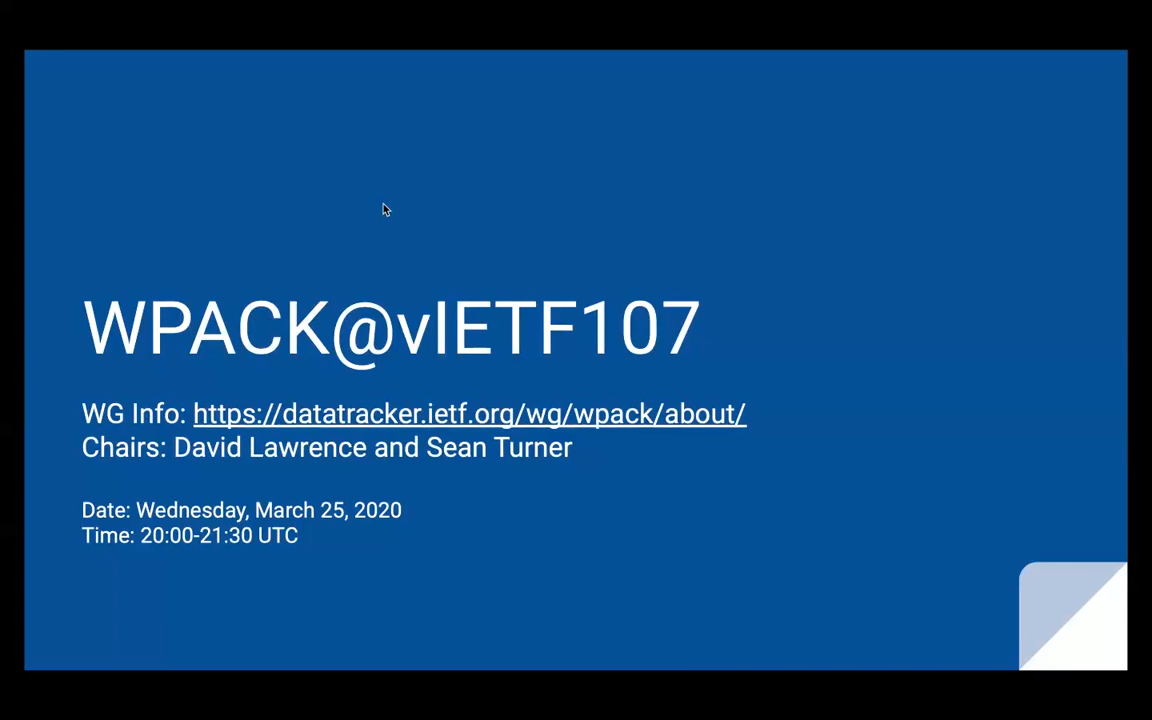 WPACK@vIETF107
WG Info: https://datatracker.ietf.org/wg/wpack/about/
Chairs: David Lawrence and Sean Turner
Date: Wednesday, March 25, 2020
Time: 20:00-21:30 UTC